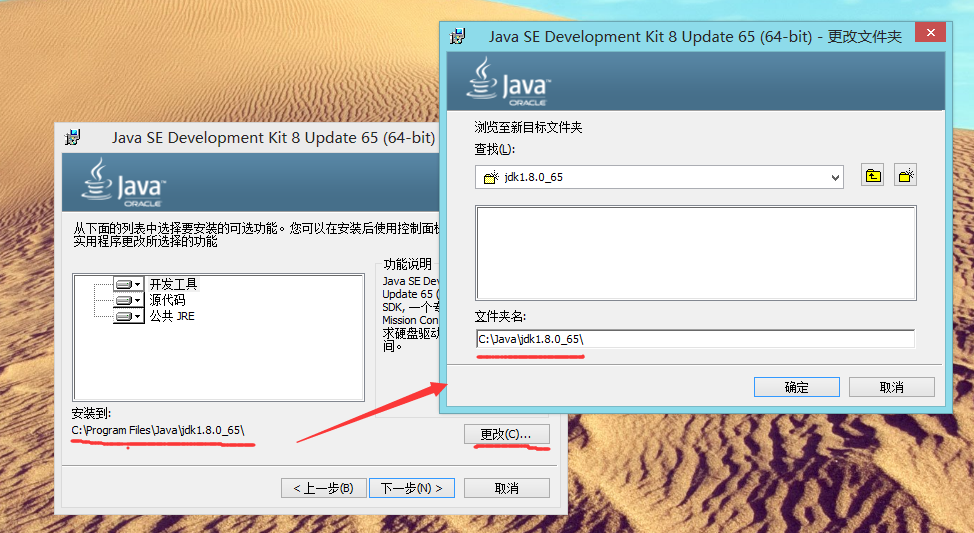 Java SE Development Kit 8 Update 65 (64-bit) - 更改文件夹
Java
ORACLE
浏览至新目标文件夹
查找(L):
jdk1.8.0_65
文件夹名:
C:\Java\jdk1.8.0_65\
确定
取消
Java SE Development Kit 8 Update 65 (64-bit)
Java
ORACLE
从下面的列表中选择要安装的可选功能。您可以在安装后使用控制面板
实用程序更改所选择的功能
开发工具
源代码
公共 JRE
功能说明
Java SE Dev
Update 65 (
SDK, 一个专
Mission Con
求硬盘驱动
间。
安装到:
C:\Program Files\Java\jdk1.8.0_65\
更改(C)...
< 上一步(B)
下一步(N) >
取消